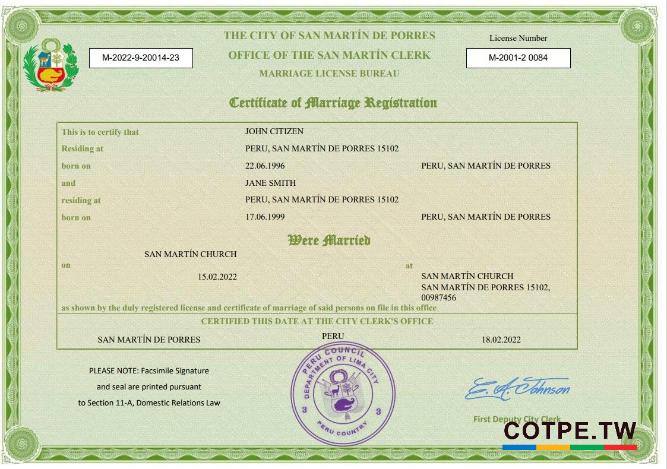 THE CITY OF SAN MARTÍN DE PORRES
License Number
M-2022-9-20014-23
OFFICE OF THE SAN MARTÍN CLERK
M-2001-2 0084
MARRIAGE LICENSE BUREAU
Certificate of Marriage Registration
This is to certify that JOHN CITIZEN
Residing at PERU, SAN MARTÍN DE PORRES 15102
born on 22.06.1996 PERU, SAN MARTÍN DE PORRES
and JANE SMITH
residing at PERU, SAN MARTÍN DE PORRES 15102
born on 17.06.1999 PERU, SAN MARTÍN DE PORRES
Were Married
SAN MARTÍN CHURCH
on at
15.02.2022 SAN MARTÍN CHURCH
SAN MARTÍN DE PORRES 15102,
00987456
as shown by the duly registered license and certificate of marriage of said persons on file in this office
CERTIFIED THIS DATE AT THE CITY CLERK'S OFFICE
SAN MARTÍN DE PORRES PERU 18.02.2022
PLEASE NOTE: Facsimile Signature
and seal are printed pursuant
to Section 11-A, Domestic Relations Law
PERU COUNCIL
DEPARTMENT OF LIMA CITY
3 3
PERU COUNTRY
E. A. Johnson
First Deputy City Clerk
COTPE.TW